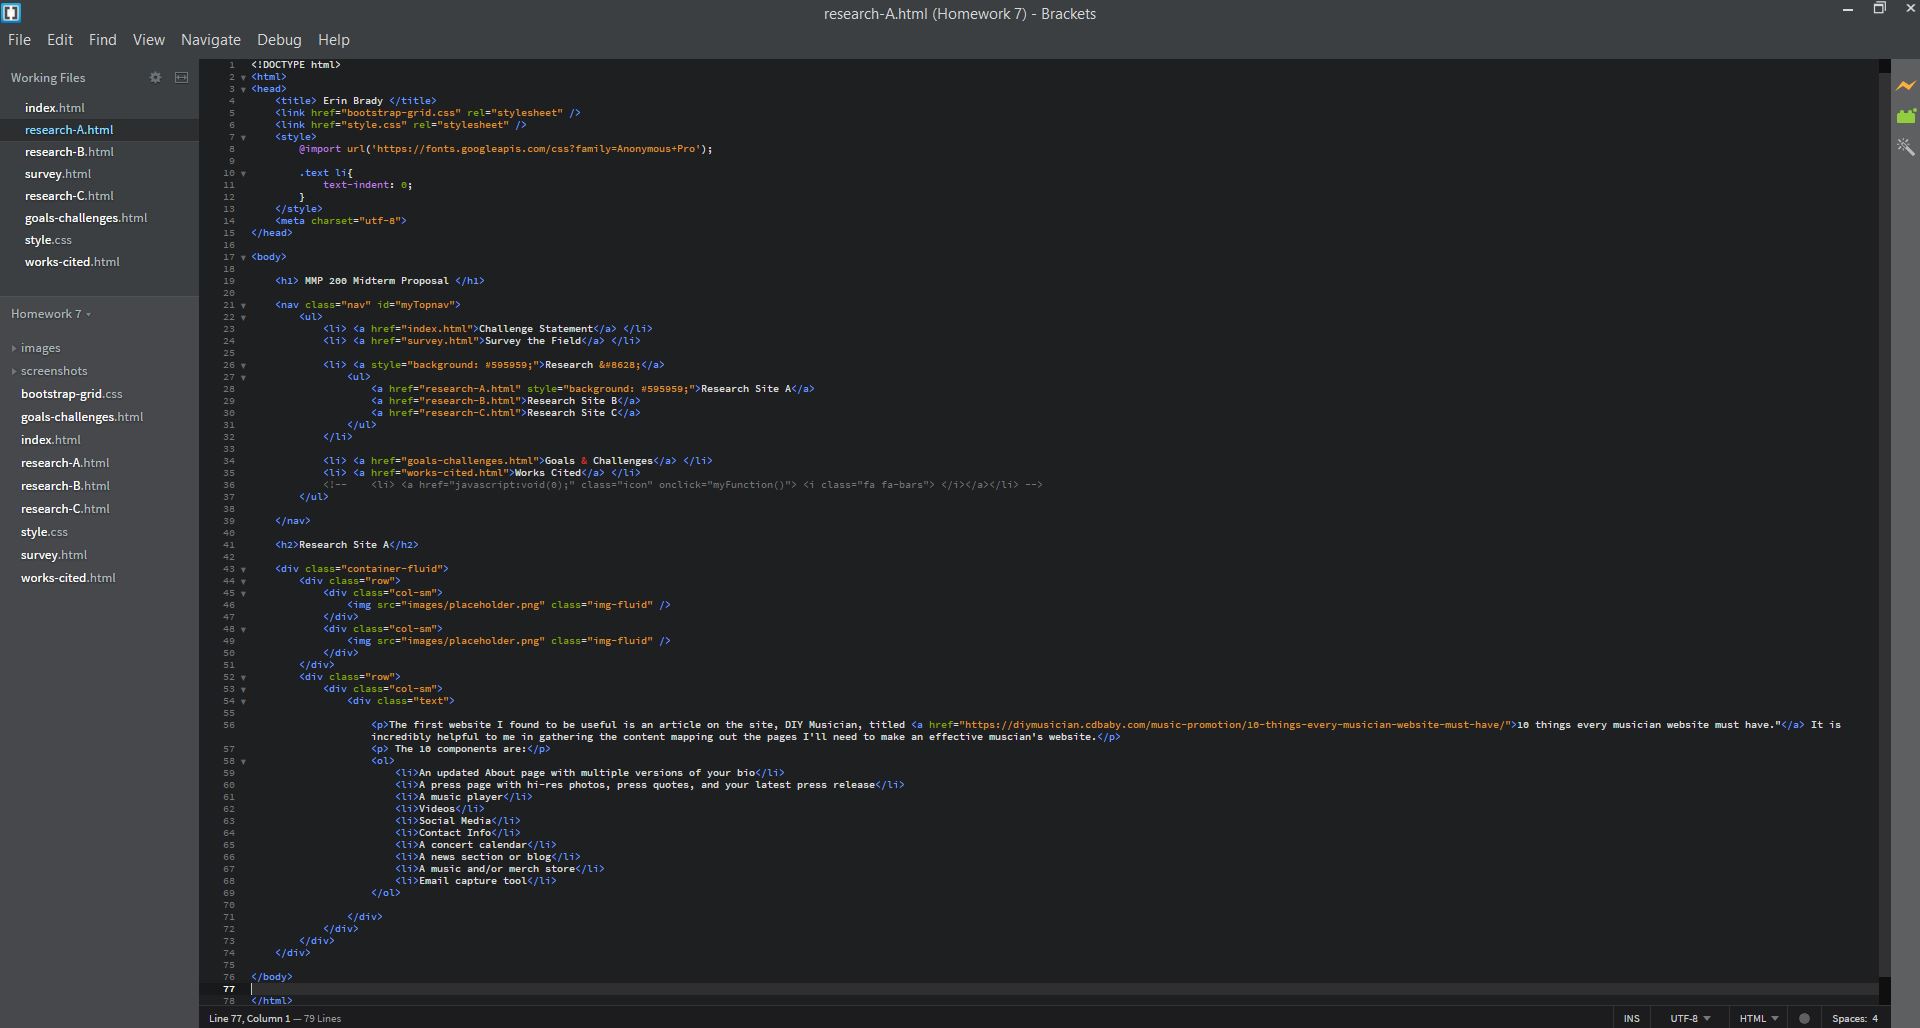 research-A.html (Homework 7) - Brackets
File Edit Find View Navigate Debug Help
Working Files
index.html
research-A.html
research-B.html
survey.html
research-C.html
goals-challenges.html
style.css
works-cited.html
Homework 7
images
screenshots
bootstrap-grid.css
goals-challenges.html
index.html
research-A.html
research-B.html
research-C.html
style.css
survey.html
works-cited.html
1 <!DOCTYPE html>
2 <html>
3 <head>
4 <title> Erin Brady </title>
5 <link href="bootstrap-grid.css" rel="stylesheet" />
6 <link href="style.css" rel="stylesheet" />
7 <style>
8 @import url('https://fonts.googleapis.com/css?family=Anonymous+Pro');
9
10 .text li{
11 text-indent: 0;
12 }
13 </style>
14 <meta charset="utf-8">
15 </head>
16
17 <body>
18
19 <h1> MMP 200 Midterm Proposal </h1>
20
21 <nav class="nav" id="myTopnav">
22 <ul>
23 <li> <a href="index.html">Challenge Statement</a> </li>
24 <li> <a href="survey.html">Survey the Field</a> </li>
25
26 <li> <a style="background: #595959;">Research &#8628;</a>
27 <ul>
28 <a href="research-A.html" style="background: #595959;">Research Site A</a>
29 <a href="research-B.html">Research Site B</a>
30 <a href="research-C.html">Research Site C</a>
31 </ul>
32 </li>
33
34 <li> <a href="goals-challenges.html">Goals & Challenges</a> </li>
35 <li> <a href="works-cited.html">Works Cited</a> </li>
36 <!-- <li> <a href="javascript:void(0);" class="icon" onclick="myFunction()"> <i class="fa fa-bars"> </i></a></li> -->
37 </ul>
38
39 </nav>
40
41 <h2>Research Site A</h2>
42
43 <div class="container-fluid">
44 <div class="row">
45 <div class="col-sm">
46 <img src="images/placeholder.png" class="img-fluid" />
47 </div>
48 <div class="col-sm">
49 <img src="images/placeholder.png" class="img-fluid" />
50 </div>
51 </div>
52 <div class="row">
53 <div class="col-sm">
54 <div class="text">
55
56 <p>The first website I found to be useful is an article on the site, DIY Musician, titled <a href="https://diymusician.cdbaby.com/music-promotion/10-things-every-musician-website-must-have/">10 things every musician website must have."</a> It is
incredibly helpful to me in gathering the content mapping out the pages I'll need to make an effective muscian's website.</p>
57 <p> The 10 components are:</p>
58 <ol>
59 <li>An updated About page with multiple versions of your bio</li>
60 <li>A press page with hi-res photos, press quotes, and your latest press release</li>
61 <li>A music player</li>
62 <li>Videos</li>
63 <li>Social Media</li>
64 <li>Contact Info</li>
65 <li>A concert calendar</li>
66 <li>A news section or blog</li>
67 <li>A music and/or merch store</li>
68 <li>Email capture tool</li>
69 </ol>
70
71 </div>
72 </div>
73 </div>
74 </div>
75
76 </body>
77
78 </html>
Line 77, Column 1 — 79 Lines
INS UTF-8 HTML Spaces: 4